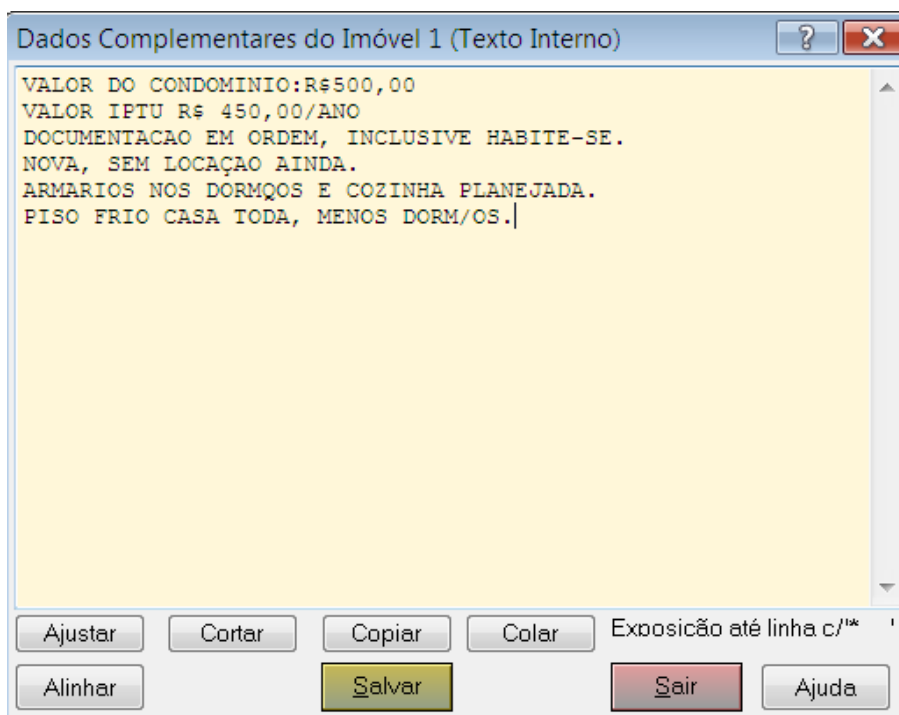 Dados Complementares do Imóvel 1 (Texto Interno)
VALOR DO CONDOMINIO:R$500,00
VALOR IPTU R$ 450,00/ANO
DOCUMENTACAO EM ORDEM, INCLUSIVE HABITE-SE.
NOVA, SEM LOCAÇAO AINDA.
ARMARIOS NOS DORMQOS E COZINHA PLANEJADA.
PISO FRIO CASA TODA, MENOS DORM/OS.
Ajustar Cortar Copiar Colar Exposicão até linha c/"* '
Alinhar Salvar Sair Ajuda